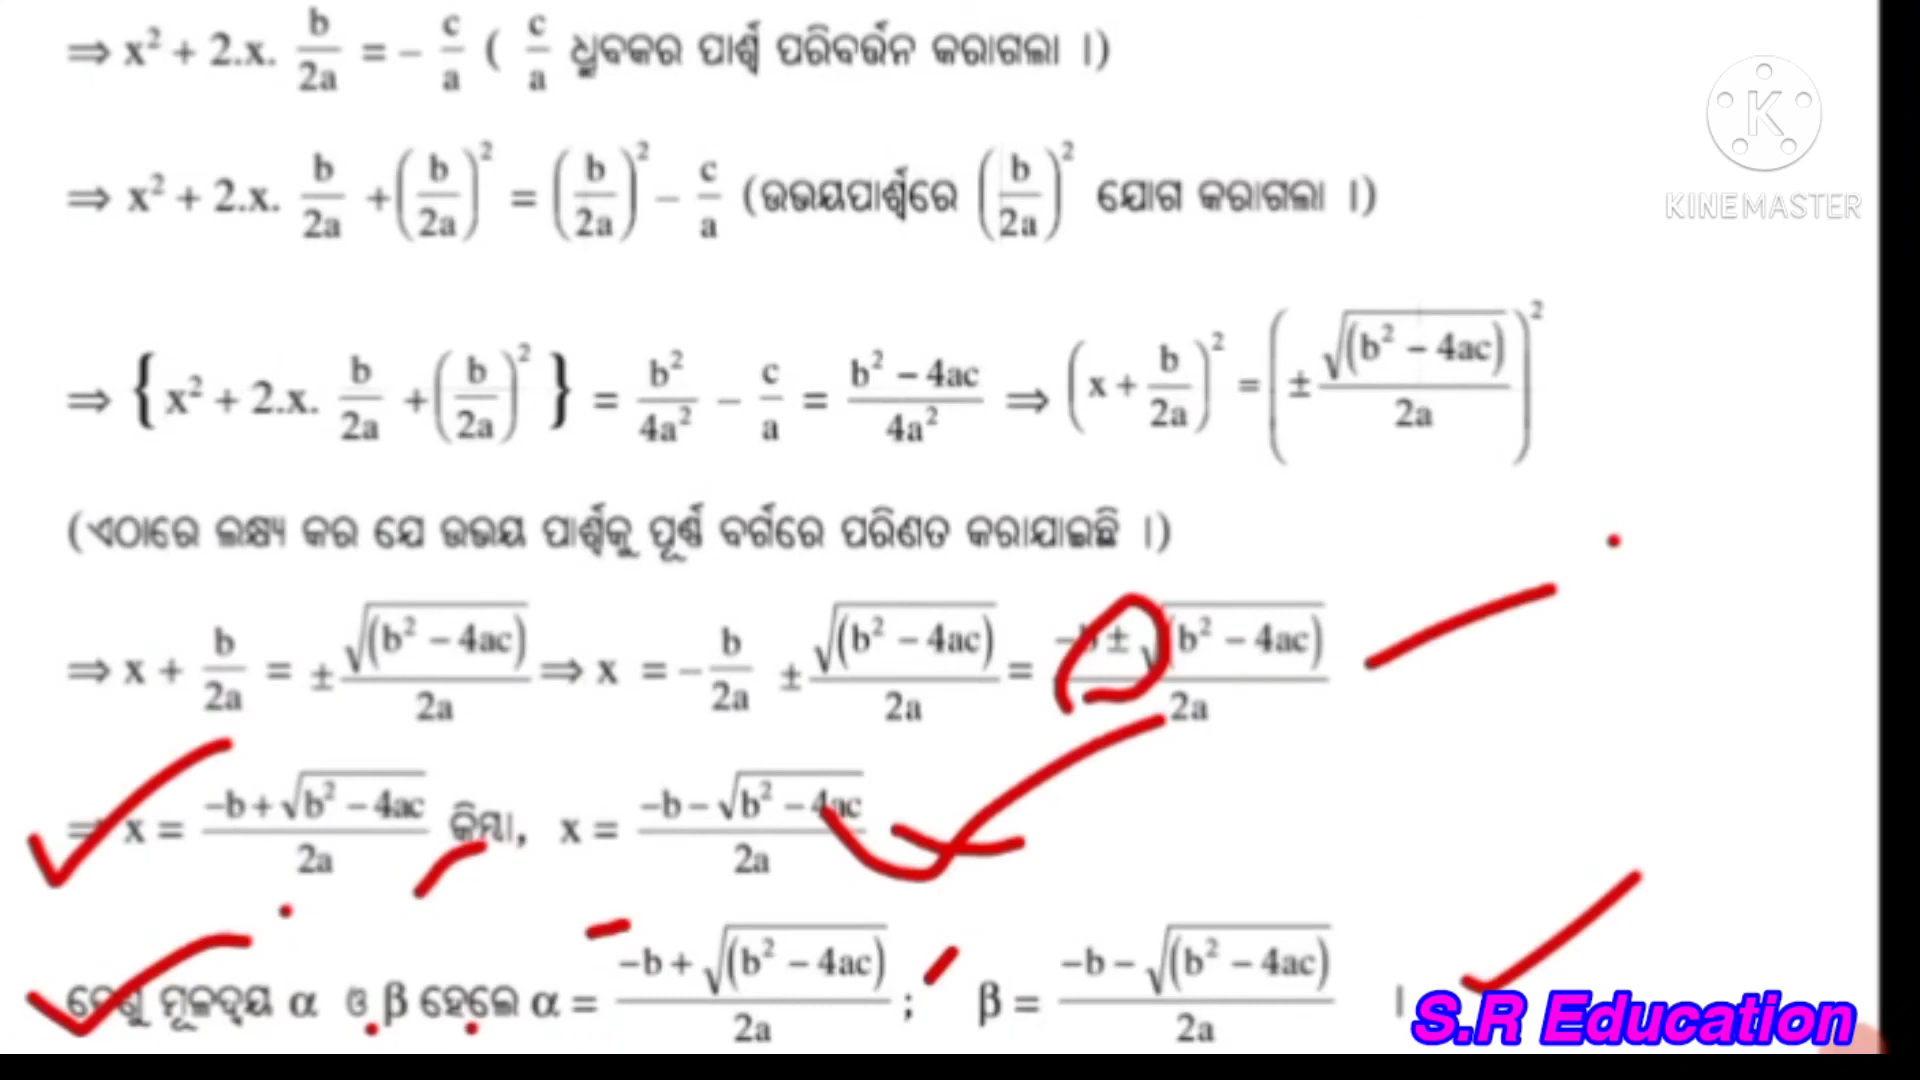 ⇒ x² + 2.x. b/2a = – c/a ( c/a ଧ୍ରୁବକର ପାର୍ଶ୍ଵ ପରିବର୍ତ୍ତନ କରାଗଲା ।)
KINEMASTER
⇒ x² + 2.x. b/2a + (b/2a)² = (b/2a)² – c/a (ଉଭୟପାର୍ଶ୍ଵରେ (b/2a)² ଯୋଗ କରାଗଲା ।)
⇒ { x² + 2.x. b/2a + (b/2a)² } = b²/4a² – c/a = (b² – 4ac)/4a² ⇒ (x + b/2a)² = (± √(b² – 4ac)/2a)²
(ଏଠାରେ ଲକ୍ଷ୍ୟ କର ଯେ ଉଭୟ ପାର୍ଶ୍ଵକୁ ପୂର୍ଣ୍ଣ ବର୍ଗରେ ପରିଣତ କରାଯାଇଛି ।)
⇒ x + b/2a = ± √(b² – 4ac)/2a ⇒ x = – b/2a ± √(b² – 4ac)/2a = (–b ± √(b² – 4ac))/2a
⇒ x = (–b + √(b² – 4ac))/2a କିମ୍ବା, x = (–b – √(b² – 4ac))/2a
ତେଣୁ ମୂଳଦ୍ଵୟ α ଓ β ହେଲେ α = (–b + √(b² – 4ac))/2a ; β = (–b – √(b² – 4ac))/2a ।
S.R Education